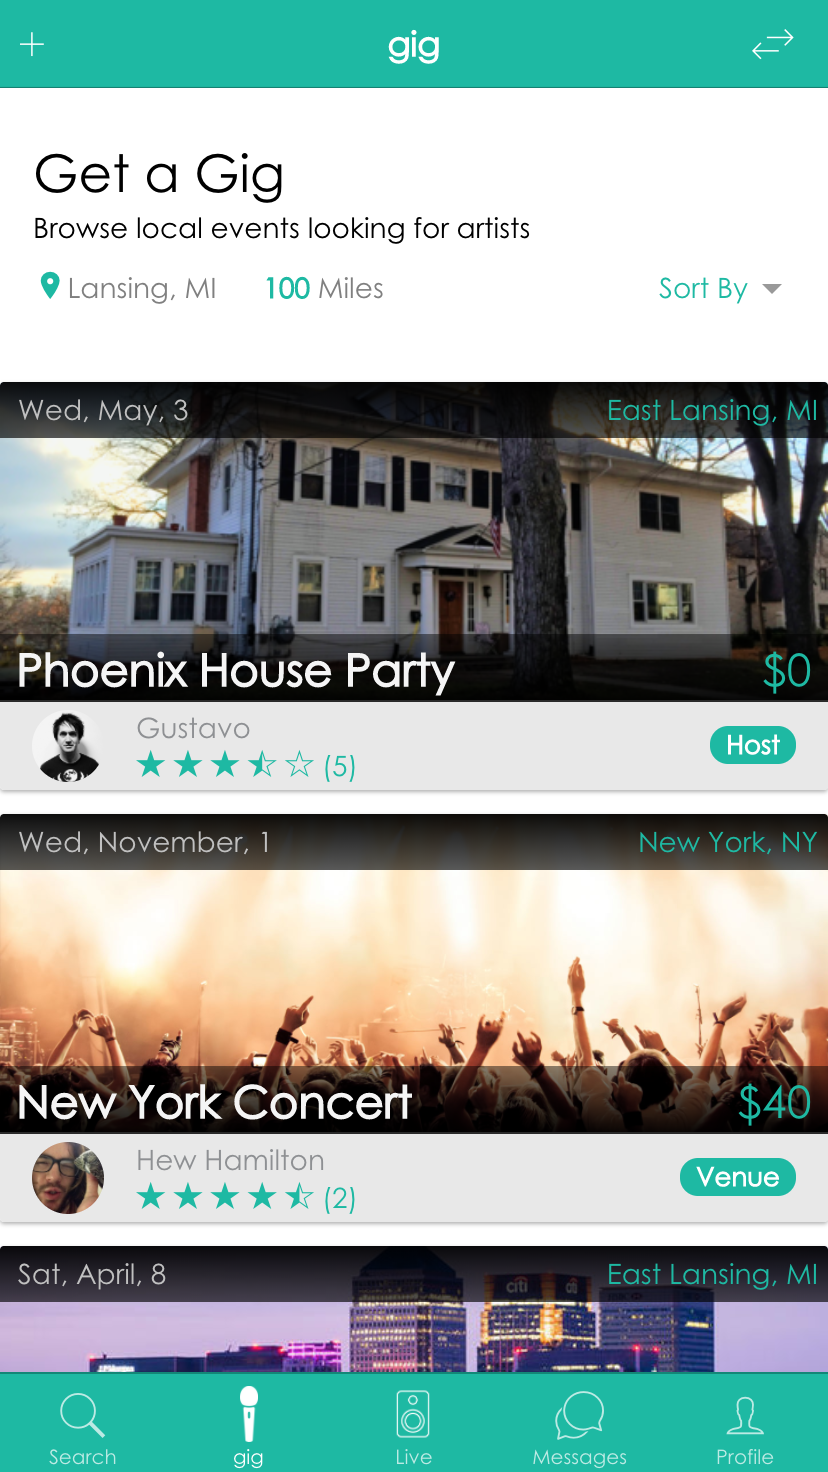 gig
Get a Gig
Browse local events looking for artists
Lansing, MI 100 Miles Sort By
Wed, May, 3 East Lansing, MI
Phoenix House Party $0
Gustavo
(5)
Host
Wed, November, 1 New York, NY
New York Concert $40
Hew Hamilton
(2)
Venue
Sat, April, 8 East Lansing, MI
citi
Search gig Live Messages Profile